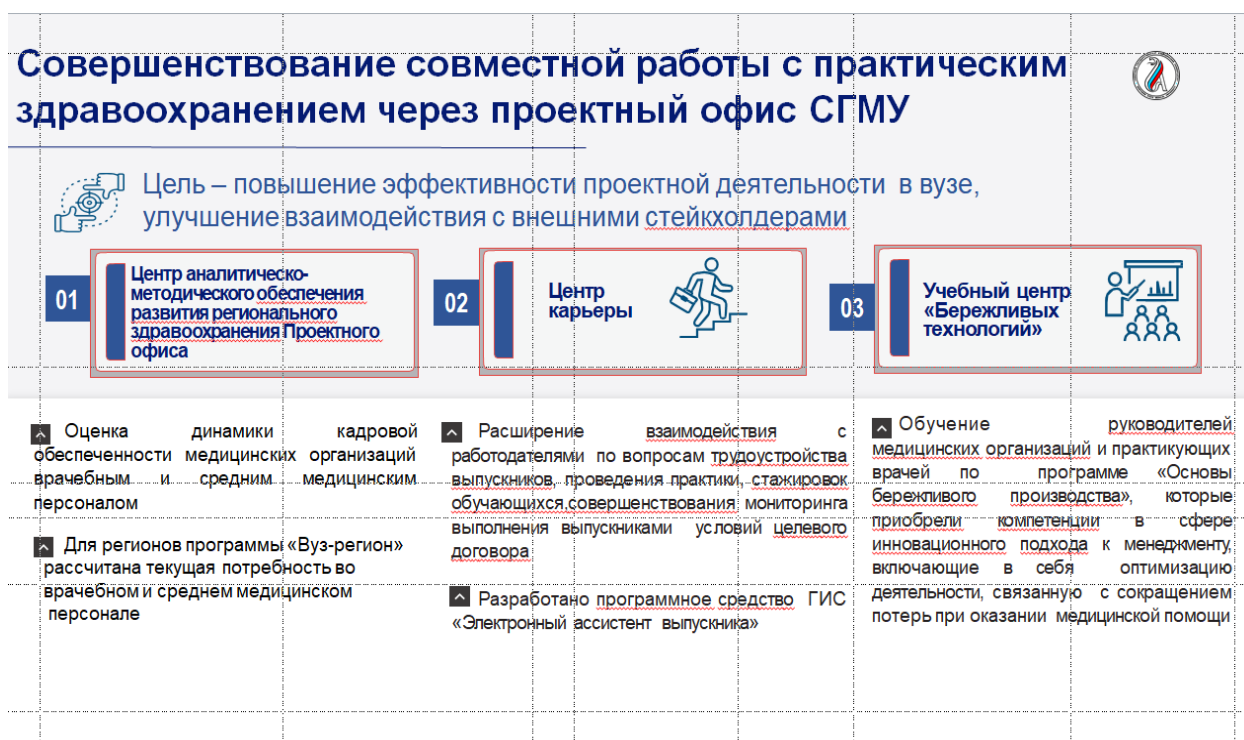 Совершенствование совместной работы с практическим
здравоохранением через проектный офис СГМУ
Цель – повышение эффективности проектной деятельности в вузе,
улучшение взаимодействия с внешними стейкхолдерами
01
Центр аналитическо-
методического обеспечения
развития регионального
здравоохранения Проектного
офиса
02
Центр
карьеры
03
Учебный центр
«Бережливых
технологий»
Оценка динамики кадровой
обеспеченности медицинских организаций
врачебным и средним медицинским
персоналом
Для регионов программы «Вуз-регион»
рассчитана текущая потребность во
врачебном и среднем медицинском
персонале
Расширение взаимодействия с
работодателями по вопросам трудоустройства
выпускников, проведения практики, стажировок
обучающихся,совершенствования мониторинга
выполнения выпускниками условий целевого
договора
Разработано программное средство ГИС
«Электронный ассистент выпускника»
Обучение руководителей
медицинских организаций и практикующих
врачей по программе «Основы
бережливого производства», которые
приобрели компетенции в сфере
инновационного подхода к менеджменту,
включающие в себя оптимизацию
деятельности, связанную с сокращением
потерь при оказании медицинской помощи